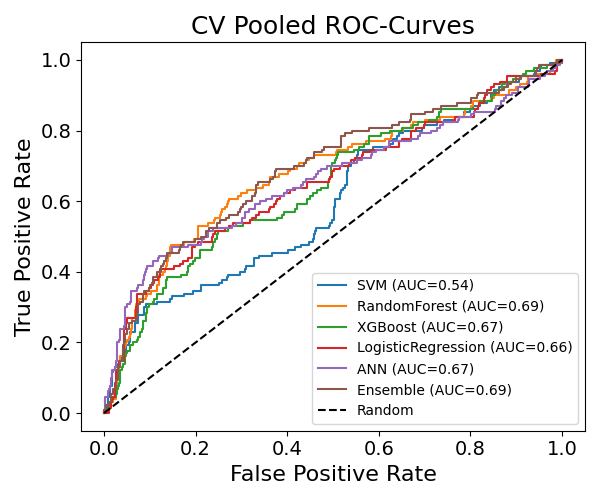 CV Pooled ROC-Curves
True Positive Rate
1.0
0.8
0.6
0.4
0.2
0.0
SVM (AUC=0.54)
RandomForest (AUC=0.69)
XGBoost (AUC=0.67)
LogisticRegression (AUC=0.66)
ANN (AUC=0.67)
Ensemble (AUC=0.69)
Random
0.0 0.2 0.4 0.6 0.8 1.0
False Positive Rate